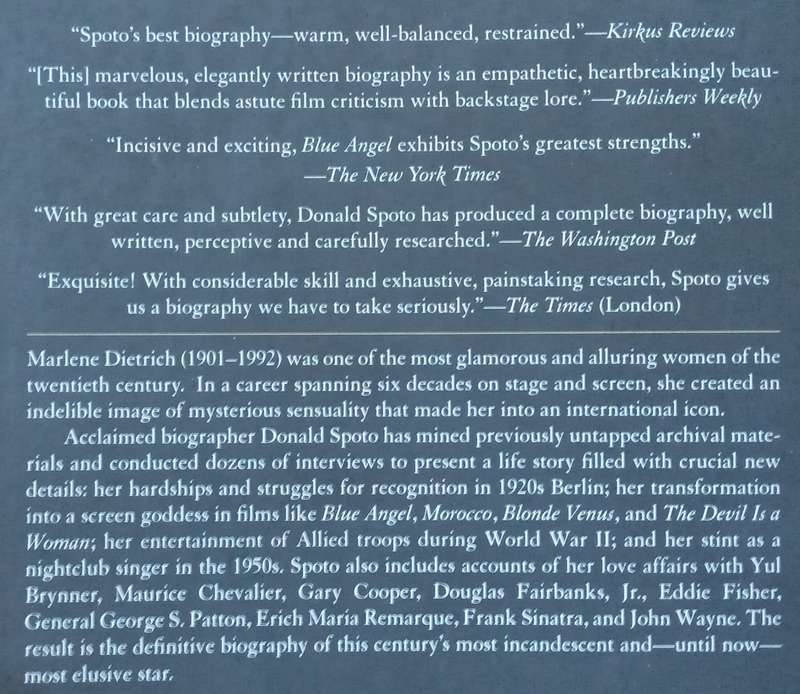 “Spoto’s best biography—warm, well-balanced, restrained.”—Kirkus Reviews
“[This] marvelous, elegantly written biography is an empathetic, heartbreakingly beau-
tiful book that blends astute film criticism with backstage lore.”—Publishers Weekly
“Incisive and exciting, Blue Angel exhibits Spoto’s greatest strengths.”
—The New York Times
“With great care and subtlety, Donald Spoto has produced a complete biography, well
written, perceptive and carefully researched.”—The Washington Post
“Exquisite! With considerable skill and exhaustive, painstaking research, Spoto gives
us a biography we have to take seriously.”—The Times (London)
Marlene Dietrich (1901–1992) was one of the most glamorous and alluring women of the
twentieth century. In a career spanning six decades on stage and screen, she created an
indelible image of mysterious sensuality that made her into an international icon.
Acclaimed biographer Donald Spoto has mined previously untapped archival mate-
rials and conducted dozens of interviews to present a life story filled with crucial new
details: her hardships and struggles for recognition in 1920s Berlin; her transformation
into a screen goddess in films like Blue Angel, Morocco, Blonde Venus, and The Devil Is a
Woman; her entertainment of Allied troops during World War II; and her stint as a
nightclub singer in the 1950s. Spoto also includes accounts of her love affairs with Yul
Brynner, Maurice Chevalier, Gary Cooper, Douglas Fairbanks, Jr., Eddie Fisher,
General George S. Patton, Erich Maria Remarque, Frank Sinatra, and John Wayne. The
result is the definitive biography of this century’s most incandescent and—until now—
most elusive star.